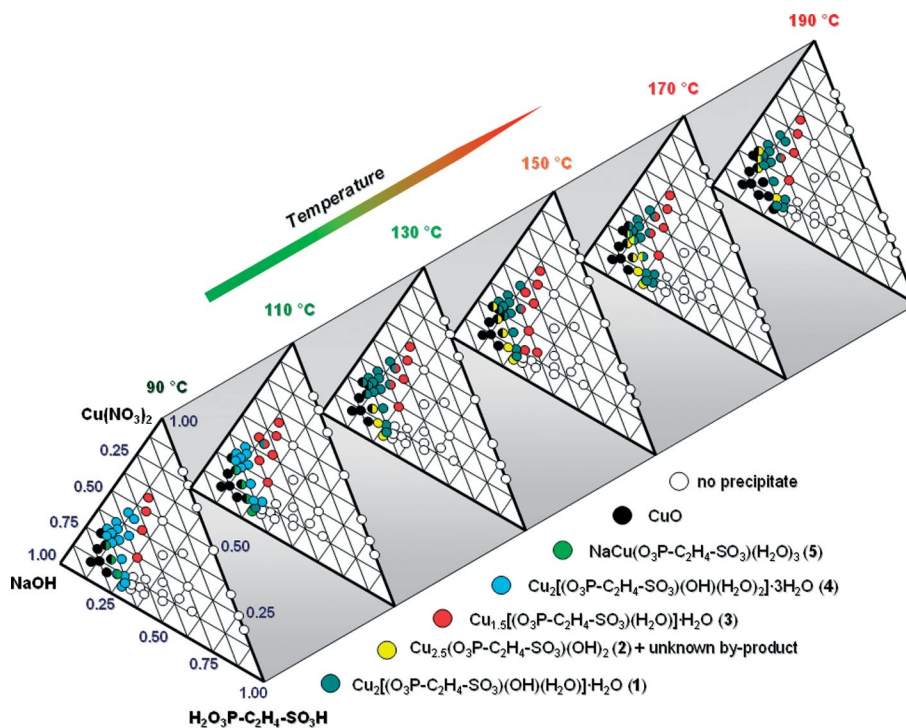 190 °C
170 °C
150 °C
Temperature
130 °C
110 °C
90 °C
Cu(NO₃)₂
1.00
0.25
0.50
0.75
1.00
NaOH
0.25
0.50
0.75
1.00
0.50
0.25
H₂O₃P-C₂H₄-SO₃H
no precipitate
CuO
NaCu(O₃P-C₂H₄-SO₃)(H₂O)₃ (5)
Cu₂[(O₃P-C₂H₄-SO₃)(OH)(H₂O)₂]·3H₂O (4)
Cu₁.₅[(O₃P-C₂H₄-SO₃)(H₂O)]·H₂O (3)
Cu₂.₅(O₃P-C₂H₄-SO₃)(OH)₂ (2) + unknown by-product
Cu₂[(O₃P-C₂H₄-SO₃)(OH)(H₂O)]·H₂O (1)